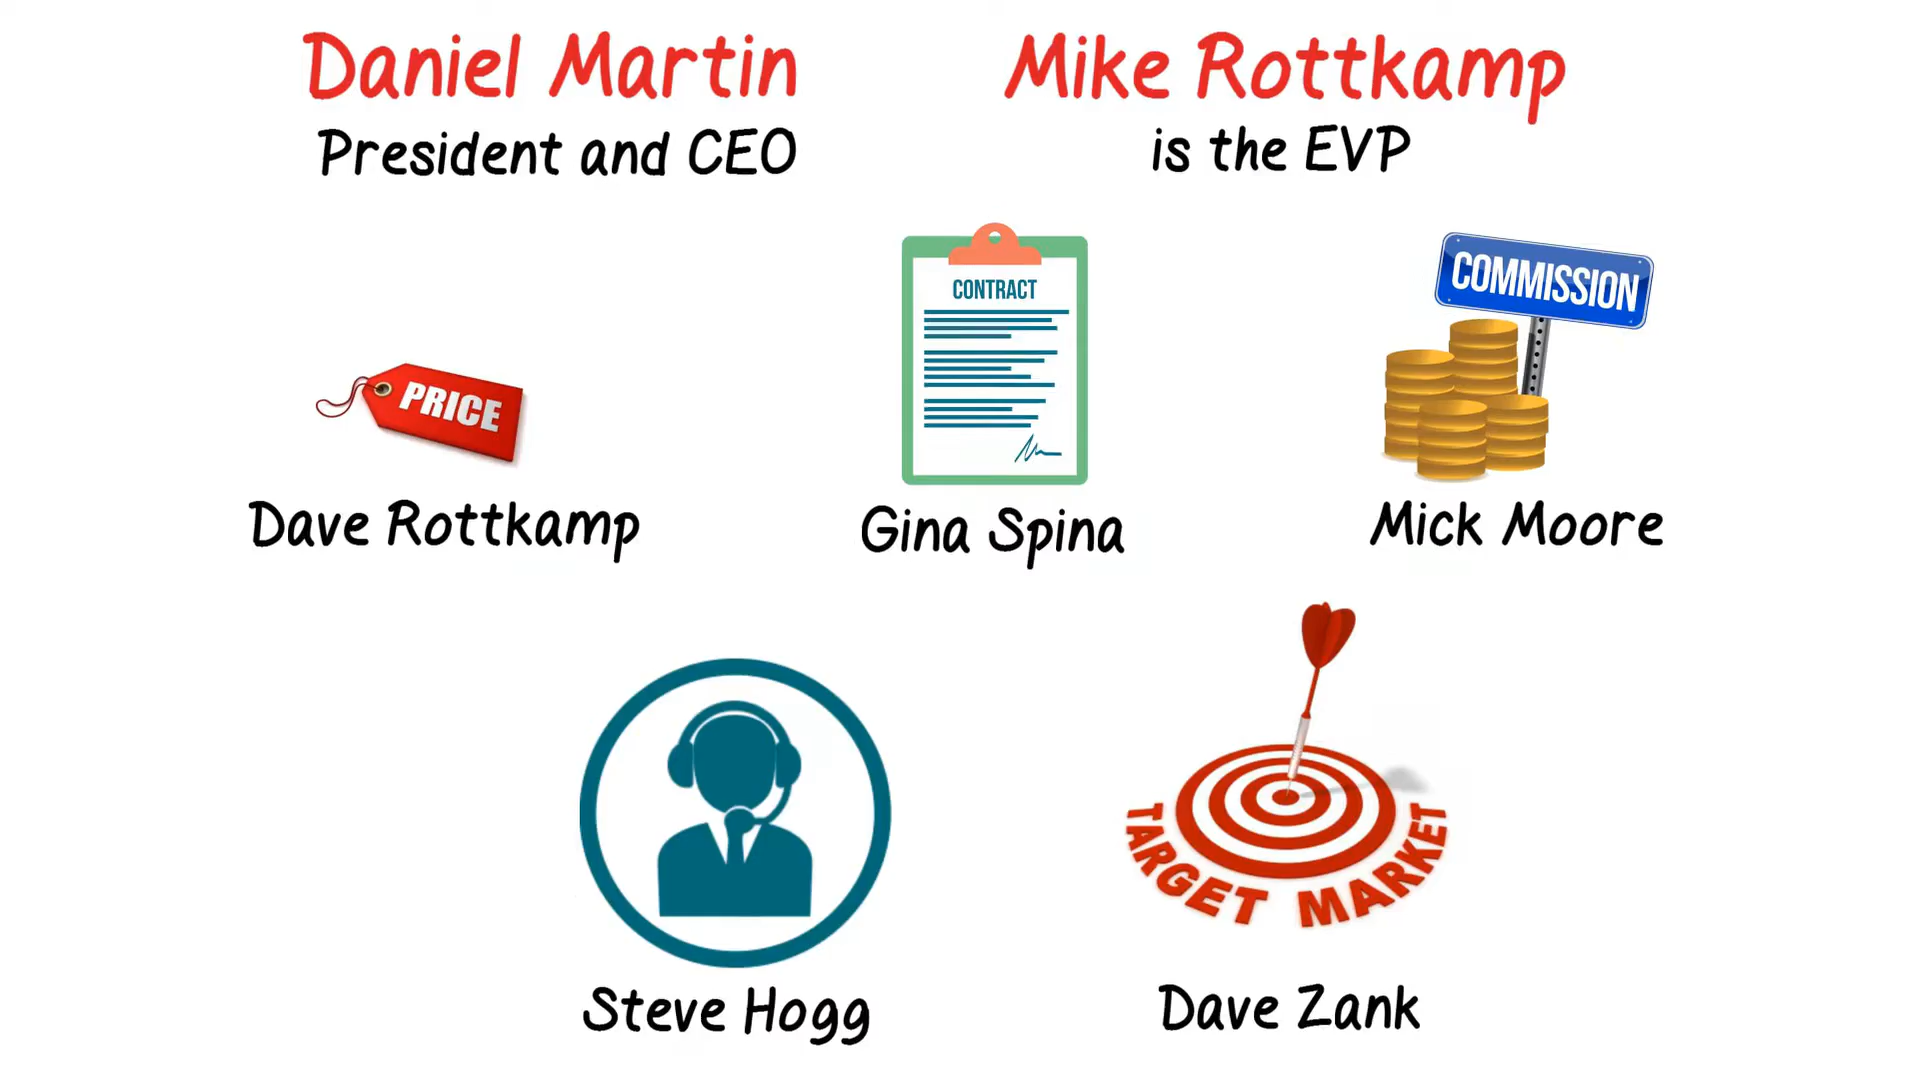 Daniel Martin
President and CEO
Mike Rottkamp
is the EVP
PRICE
Dave Rottkamp
CONTRACT
Gina Spina
COMMISSION
Mick Moore
Steve Hogg
TARGET MARKET
Dave Zank